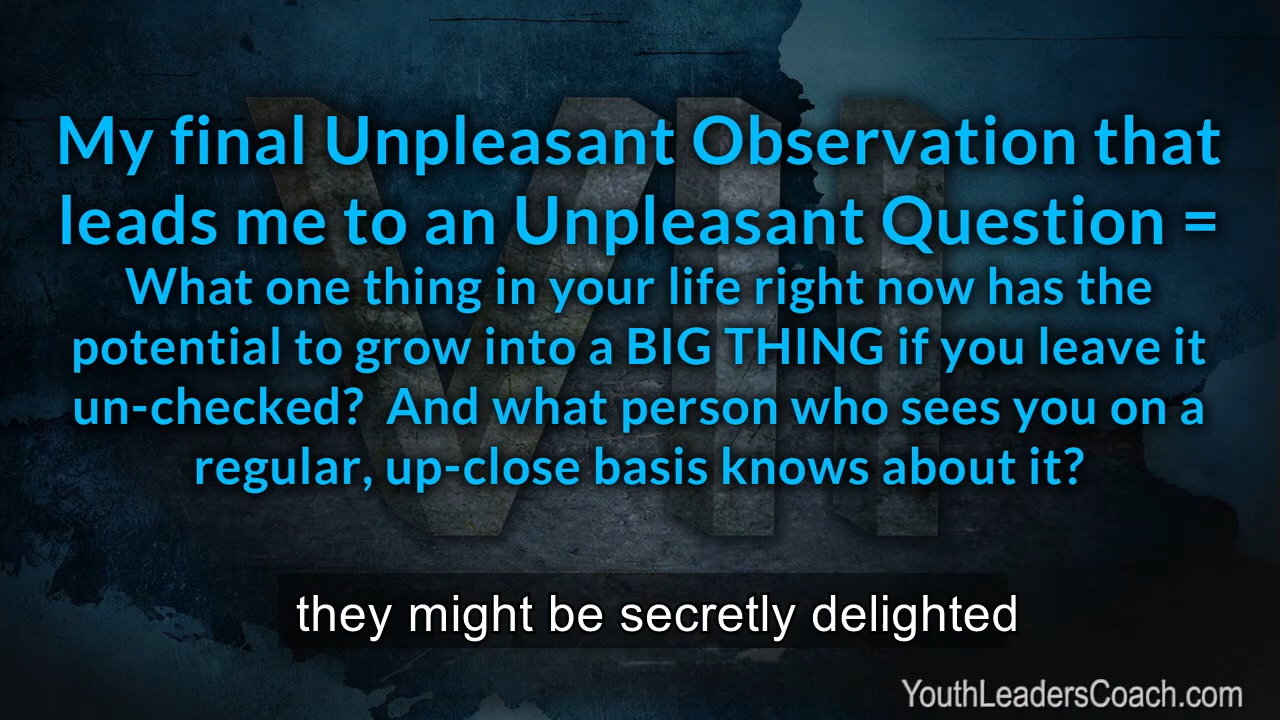 My final Unpleasant Observation that
leads me to an Unpleasant Question =
What one thing in your life right now has the
potential to grow into a BIG THING if you leave it
un-checked?  And what person who sees you on a
regular, up-close basis knows about it?
VII
they might be secretly delighted
YouthLeadersCoach.com